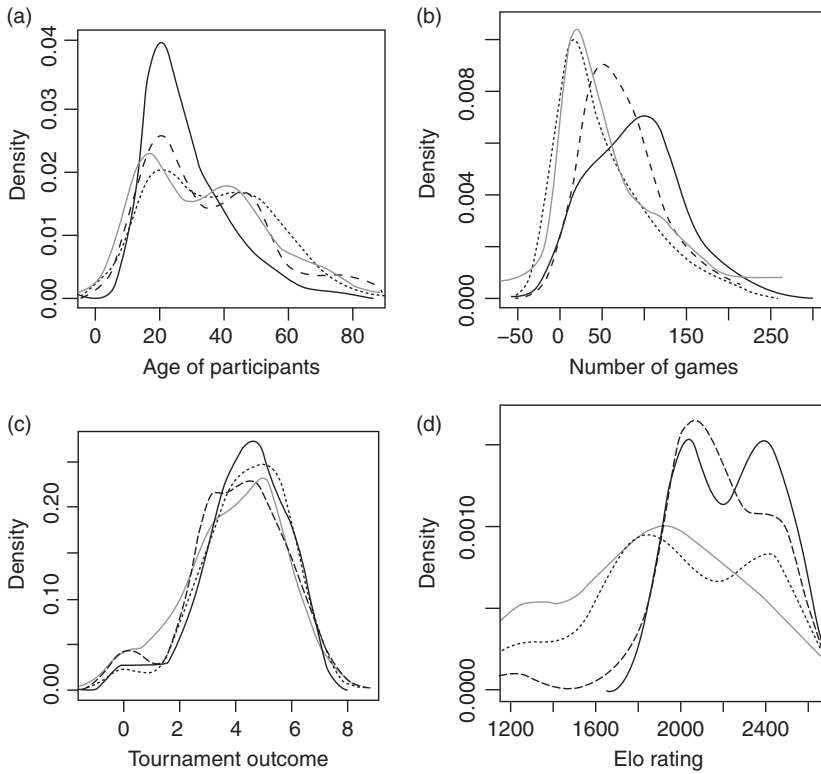 (a)
0.04
0.03
0.02
0.01
0.00
Density
0 20 40 60 80
Age of participants
(b)
0.008
0.004
0.000
Density
−50 0 50 150 250
Number of games
(c)
0.20
0.10
0.00
Density
0 2 4 6 8
Tournament outcome
(d)
0.0010
0.0000
Density
1200 1600 2000 2400
Elo rating